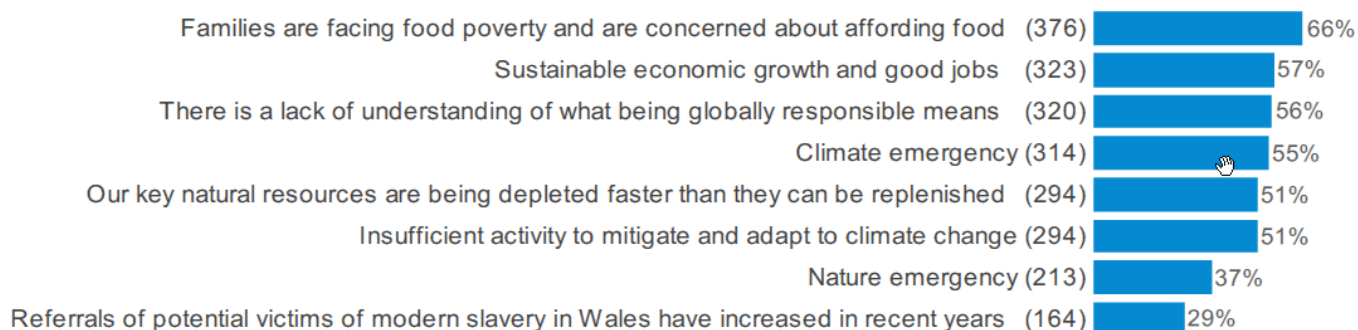 Families are facing food poverty and are concerned about affording food (376) 66%
Sustainable economic growth and good jobs (323) 57%
There is a lack of understanding of what being globally responsible means (320) 56%
Climate emergency (314) 55%
Our key natural resources are being depleted faster than they can be replenished (294) 51%
Insufficient activity to mitigate and adapt to climate change (294) 51%
Nature emergency (213) 37%
Referrals of potential victims of modern slavery in Wales have increased in recent years (164) 29%